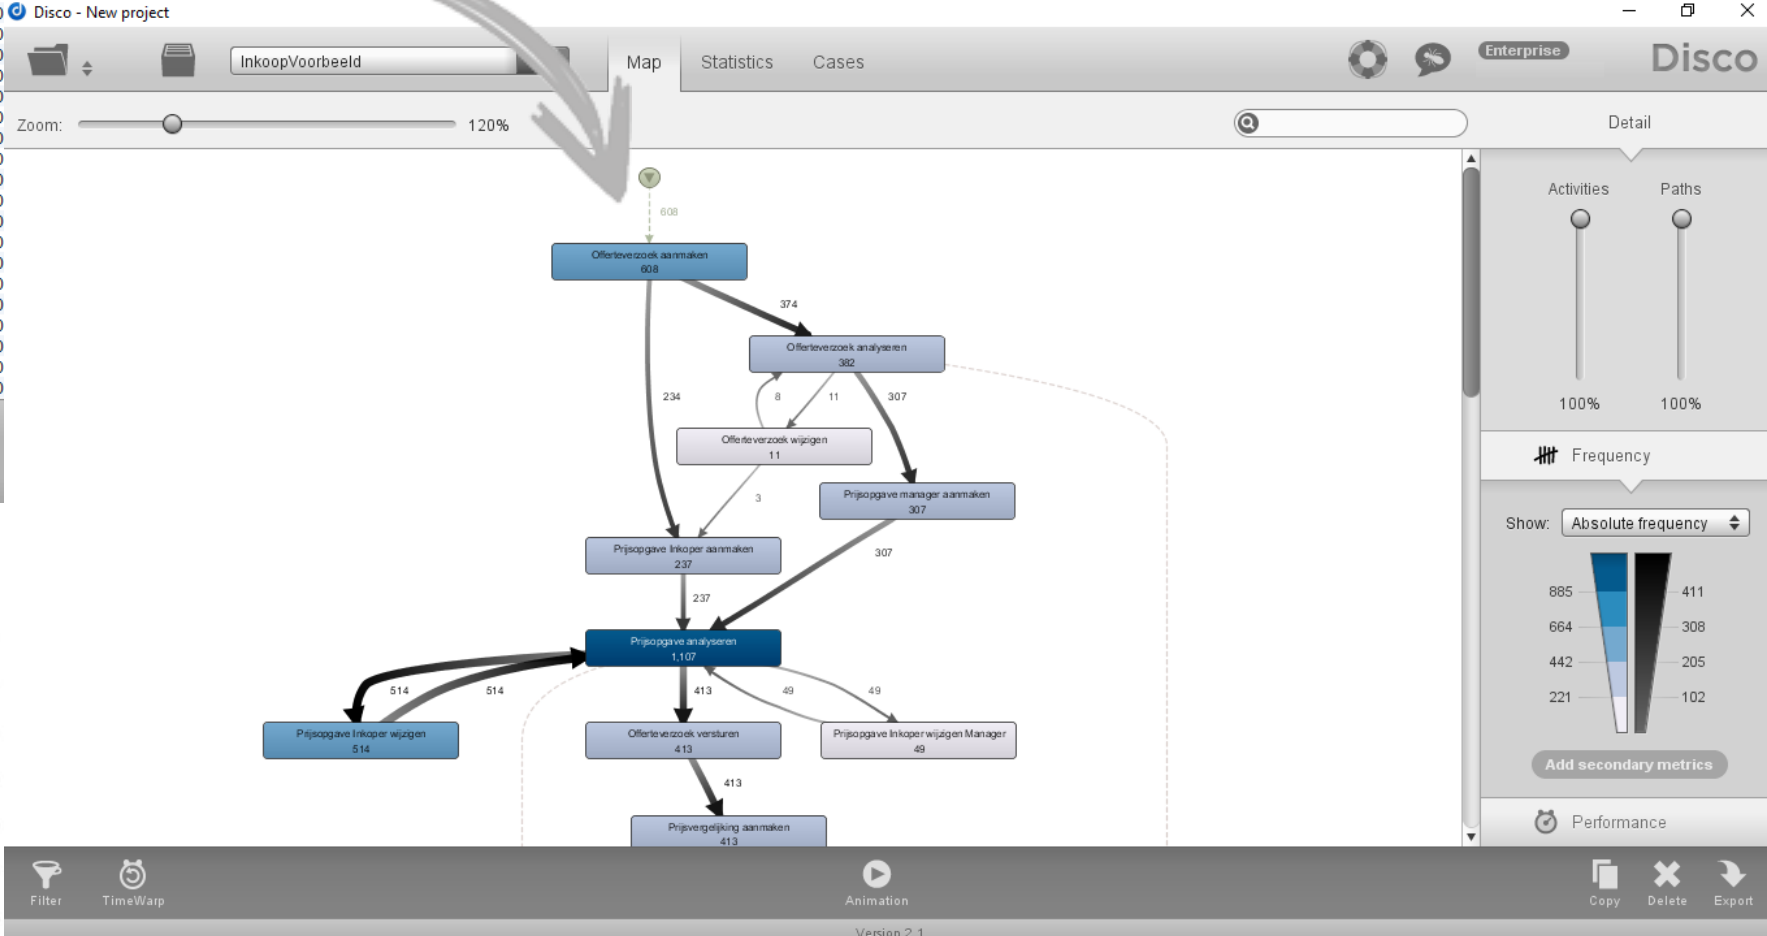 Disco - New project
InkoopVoorbeeld
Map
Statistics
Cases
Enterprise
Disco
Zoom:
120%
Detail
Activities
Paths
100%
100%
Frequency
Show:
Absolute frequency
885
411
664
308
442
205
221
102
Add secondary metrics
Performance
608
Offerteverzoek aanmaken
608
374
Offerteverzoek analyseren
382
234
8
11
307
Offerteverzoek wijzigen
11
Prijsopgave manager aanmaken
307
3
Prijsopgave Inkoper aanmaken
237
307
237
Prijsopgave analyseren
1,107
514
514
413
49
49
Prijsopgave Inkoper wijzigen
514
Offerteverzoek versturen
413
Prijsopgave Inkoper wijzigen Manager
49
413
Prijsvergelijking aanmaken
413
Filter
TimeWarp
Animation
Copy
Delete
Export
Version 2.1